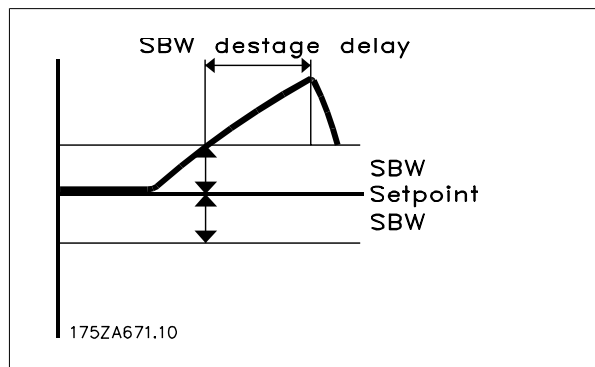 SBW destage delay
SBW
Setpoint
SBW
175ZA671.10